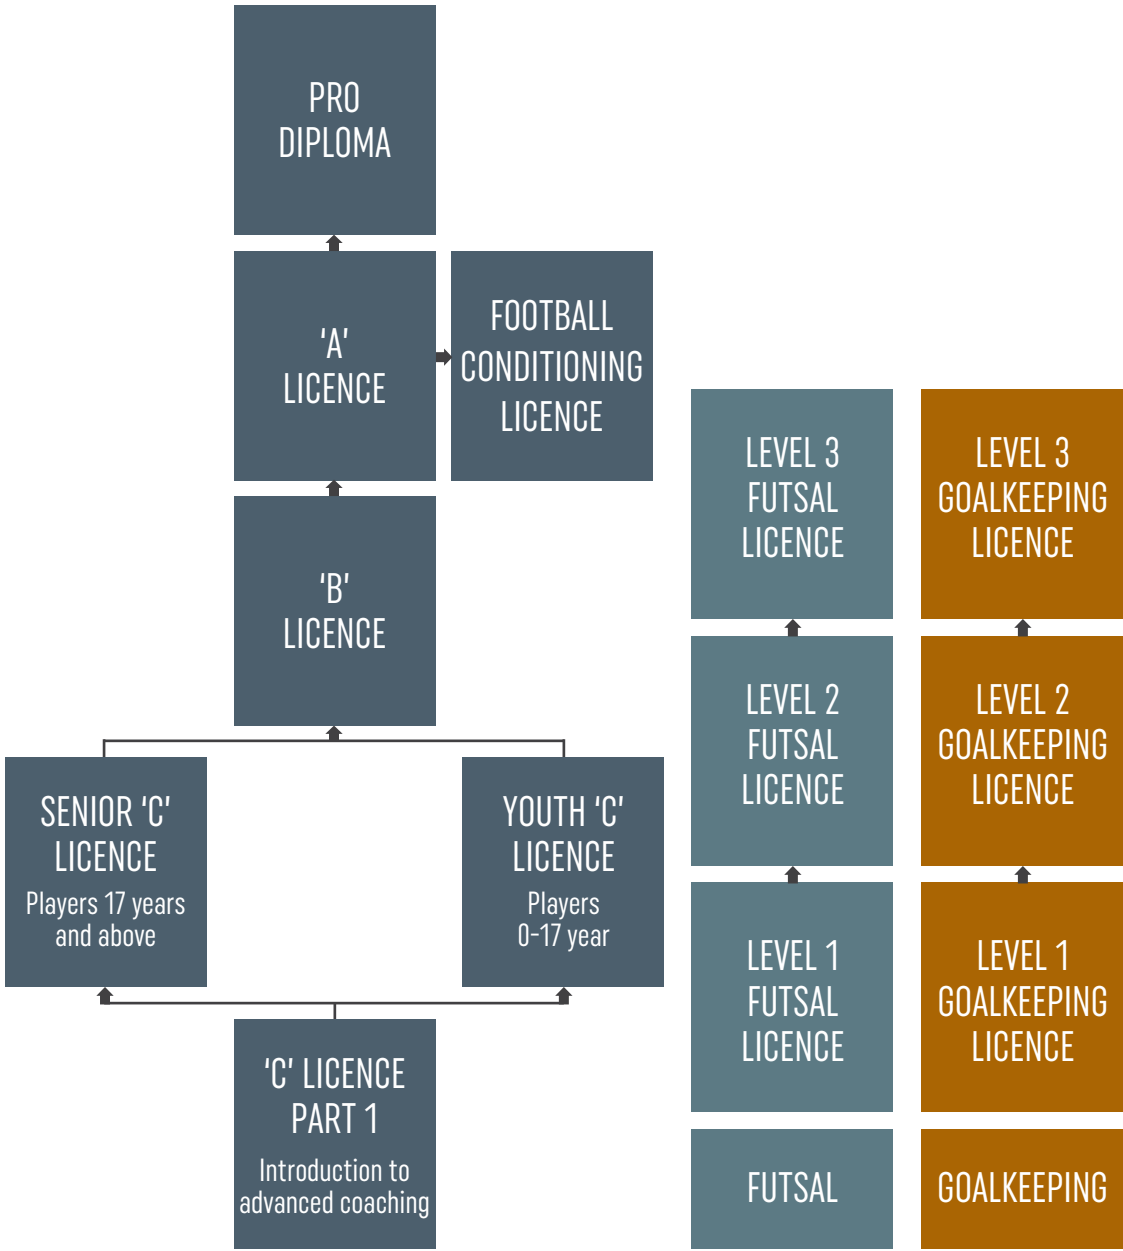 PRO
DIPLOMA
‘A’
LICENCE
FOOTBALL
CONDITIONING
LICENCE
‘B’
LICENCE
SENIOR ‘C’
LICENCE
Players 17 years
and above
YOUTH ‘C’
LICENCE
Players
0-17 year
‘C’ LICENCE
PART 1
Introduction to
advanced coaching
LEVEL 3
FUTSAL
LICENCE
LEVEL 2
FUTSAL
LICENCE
LEVEL 1
FUTSAL
LICENCE
FUTSAL
LEVEL 3
GOALKEEPING
LICENCE
LEVEL 2
GOALKEEPING
LICENCE
LEVEL 1
GOALKEEPING
LICENCE
GOALKEEPING